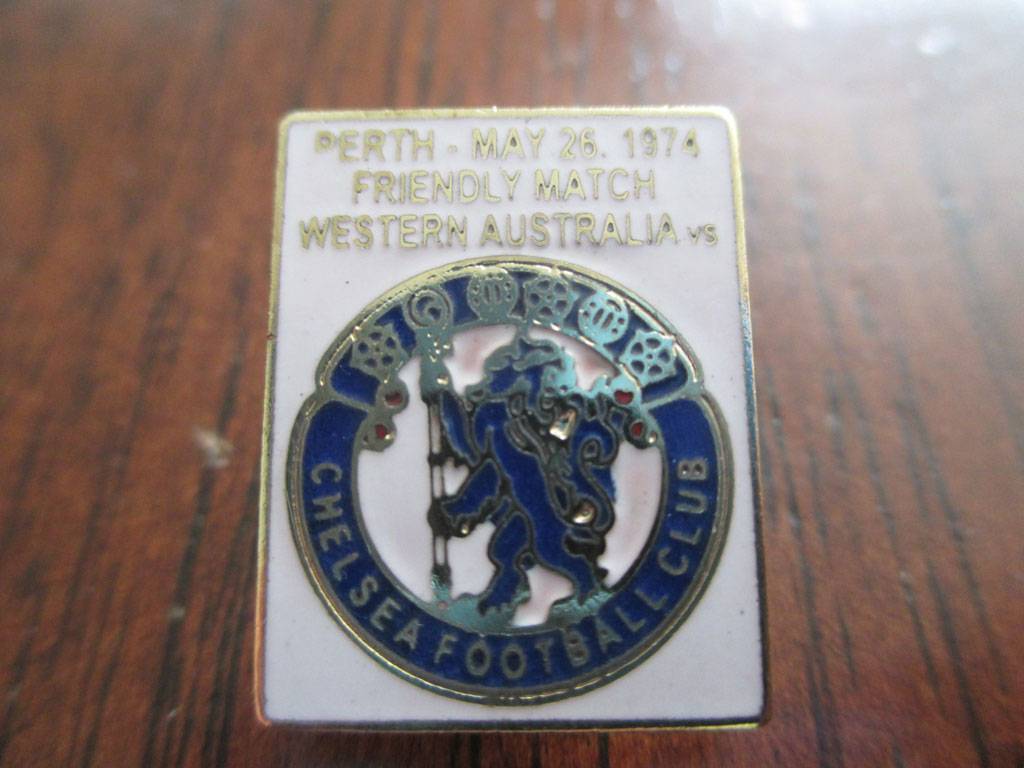 PERTH - MAY 26. 1974
FRIENDLY MATCH
WESTERN AUSTRALIA vs
CHELSEA FOOTBALL CLUB